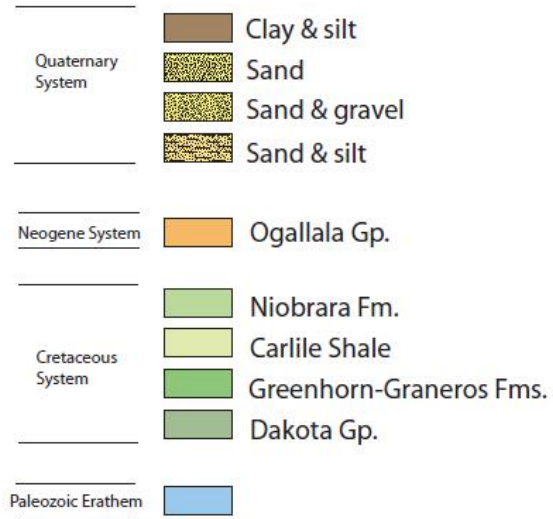 Quaternary
System
Clay & silt
Sand
Sand & gravel
Sand & silt
Neogene System
Ogallala Gp.
Cretaceous
System
Niobrara Fm.
Carlile Shale
Greenhorn-Graneros Fms.
Dakota Gp.
Paleozoic Erathem